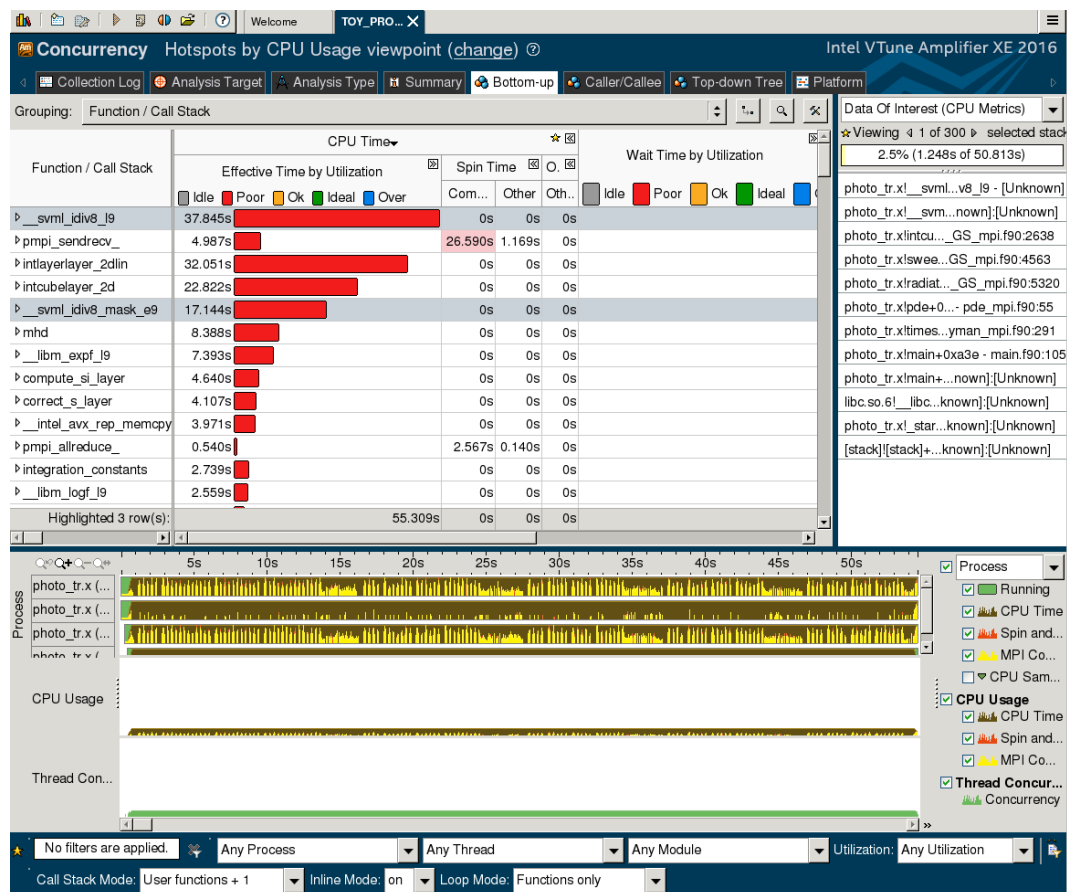 Welcome
TOY_PRO...
Concurrency Hotspots by CPU Usage viewpoint (change)
Intel VTune Amplifier XE 2016
Collection Log Analysis Target Analysis Type Summary Bottom-up Caller/Callee Top-down Tree Platform
Grouping: Function / Call Stack
Function / Call Stack
CPU Time
Effective Time by Utilization
Spin Time
O.
Idle Poor Ok Ideal Over
Com... Other Oth..
Wait Time by Utilization
Idle Poor Ok Ideal
__svml_idiv8_l9 37.845s 0s 0s 0s
pmpi_sendrecv_ 4.987s 26.590s 1.169s 0s
intlayerlayer_2dlin 32.051s 0s 0s 0s
intcubelayer_2d 22.822s 0s 0s 0s
__svml_idiv8_mask_e9 17.144s 0s 0s 0s
mhd 8.388s 0s 0s 0s
__libm_expf_l9 7.393s 0s 0s 0s
compute_si_layer 4.640s 0s 0s 0s
correct_s_layer 4.107s 0s 0s 0s
__intel_avx_rep_memcpy 3.971s 0s 0s 0s
pmpi_allreduce_ 0.540s 2.567s 0.140s 0s
integration_constants 2.739s 0s 0s 0s
__libm_logf_l9 2.559s 0s 0s 0s
Highlighted 3 row(s): 55.309s 0s 0s 0s
Data Of Interest (CPU Metrics)
Viewing 1 of 300 selected stack
2.5% (1.248s of 50.813s)
photo_tr.x!__svml...v8_l9 - [Unknown]
photo_tr.x!__svm...nown]:[Unknown]
photo_tr.x!intcu..._GS_mpi.f90:2638
photo_tr.x!swee...GS_mpi.f90:4563
photo_tr.x!radiat..._GS_mpi.f90:5320
photo_tr.x!pde+0...- pde_mpi.f90:55
photo_tr.x!times...yman_mpi.f90:291
photo_tr.x!main+0xa3e - main.f90:105
photo_tr.x!main+...nown]:[Unknown]
libc.so.6!__libc...known]:[Unknown]
photo_tr.x!_star...known]:[Unknown]
[stack]![stack]+...known]:[Unknown]
5s 10s 15s 20s 25s 30s 35s 40s 45s 50s
Process
photo_tr.x (...
photo_tr.x (...
photo_tr.x (...
photo_tr.x (
CPU Usage
Thread Con...
Process
Running
CPU Time
Spin and...
MPI Co...
CPU Sam...
CPU Usage
CPU Time
Spin and...
MPI Co...
Thread Concur...
Concurrency
No filters are applied. Any Process Any Thread Any Module Utilization: Any Utilization
Call Stack Mode: User functions + 1 Inline Mode: on Loop Mode: Functions only